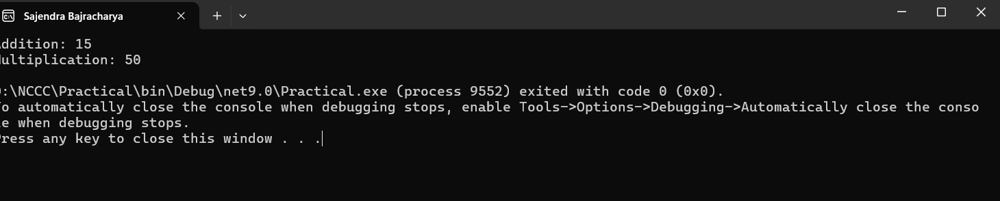 Sajendra Bajracharya
ddition: 15
ultiplication: 50
:\NCCC\Practical\bin\Debug\net9.0\Practical.exe (process 9552) exited with code 0 (0x0).
o automatically close the console when debugging stops, enable Tools->Options->Debugging->Automatically close the conso
le when debugging stops.
ress any key to close this window . . .